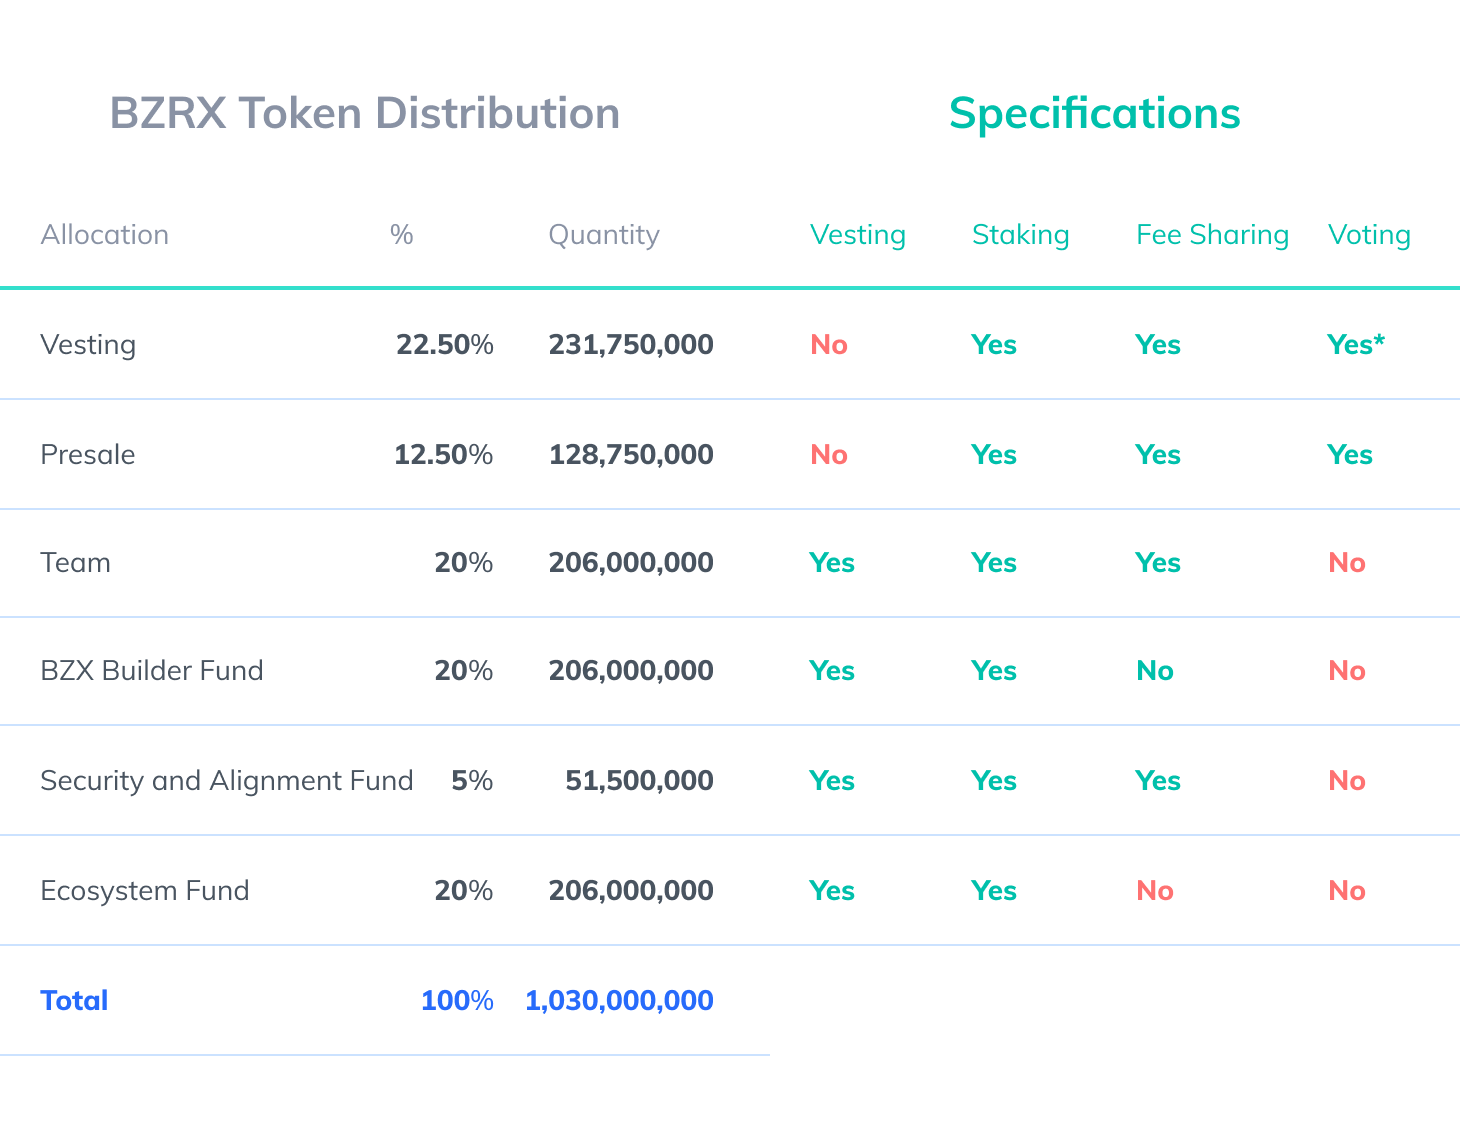 BZRX Token Distribution Specifications
Allocation % Quantity Vesting Staking Fee Sharing Voting
Vesting 22.50% 231,750,000 No Yes Yes Yes*
Presale 12.50% 128,750,000 No Yes Yes Yes
Team 20% 206,000,000 Yes Yes Yes No
BZX Builder Fund 20% 206,000,000 Yes Yes No No
Security and Alignment Fund 5% 51,500,000 Yes Yes Yes No
Ecosystem Fund 20% 206,000,000 Yes Yes No No
Total 100% 1,030,000,000